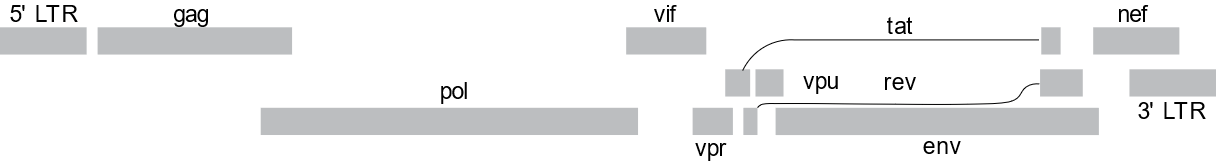 5' LTR
gag
vif
tat
nef
pol
vpu
rev
3' LTR
vpr
env